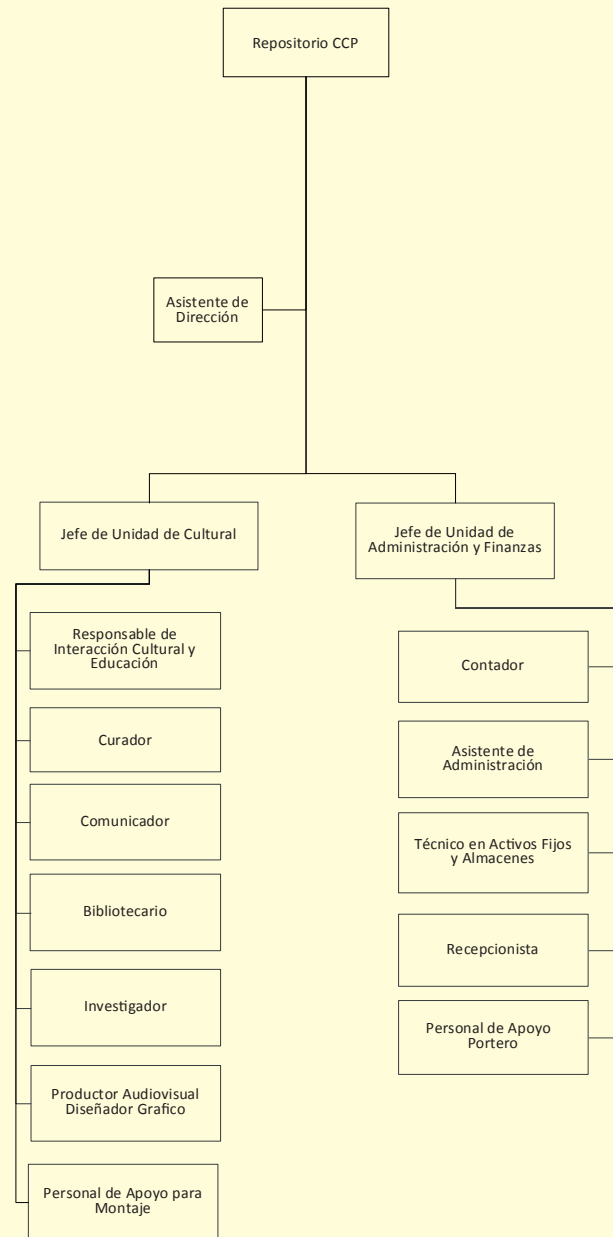 Repositorio CCP
Asistente de
Dirección
Jefe de Unidad de Cultural
Jefe de Unidad de
Administración y Finanzas
Responsable de
Interacción Cultural y
Educación
Curador
Comunicador
Bibliotecario
Investigador
Productor Audiovisual
Diseñador Grafico
Personal de Apoyo para
Montaje
Contador
Asistente de
Administración
Técnico en Activos Fijos
y Almacenes
Recepcionista
Personal de Apoyo
Portero